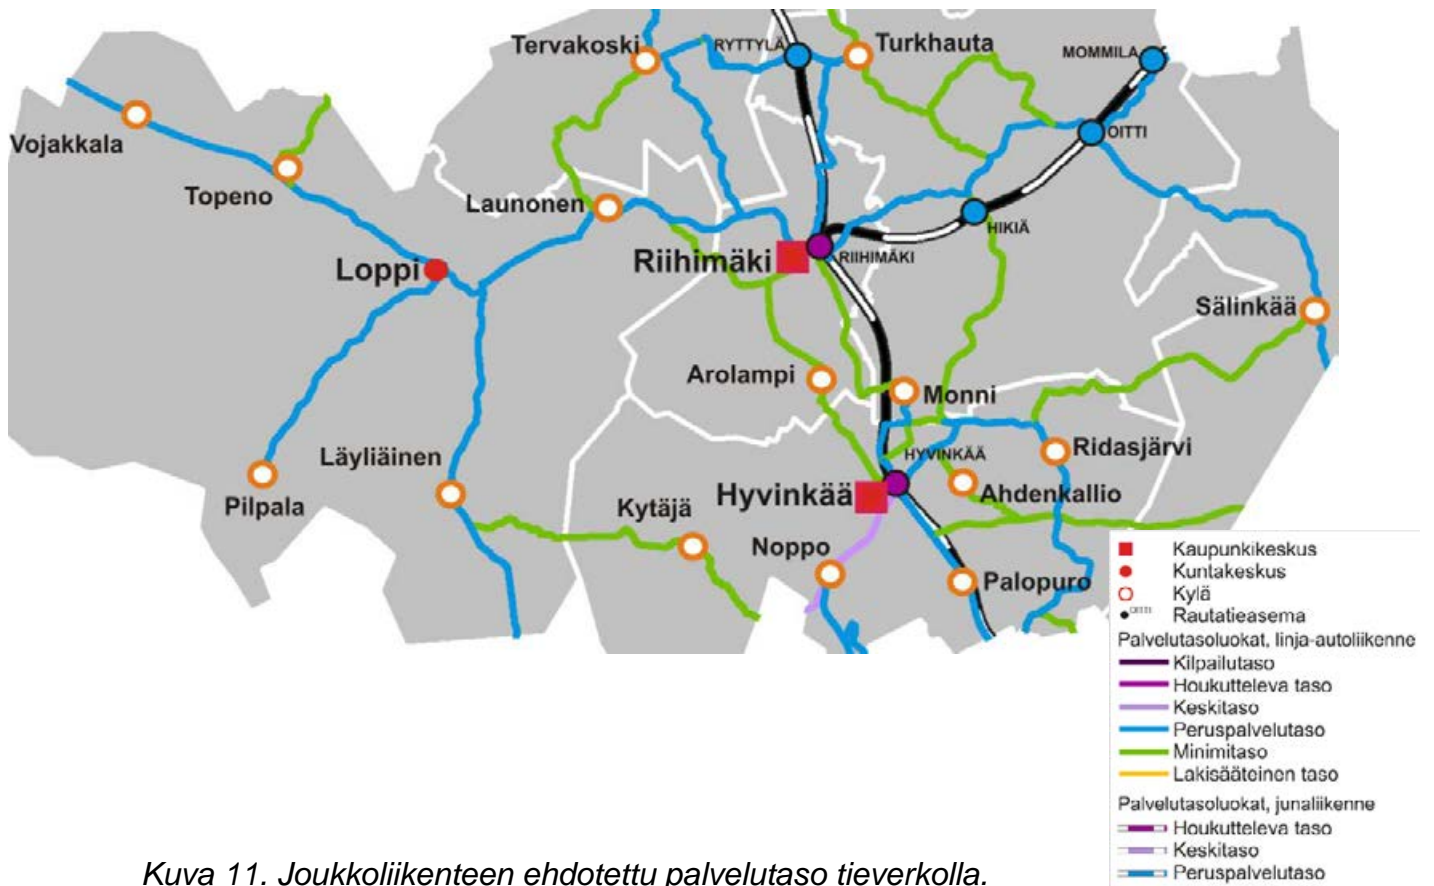 Tervakoski
RYTTYLÄ
Turkhauta
MOMMILA
Vojakkala
OITTI
Topeno
Launonen
HIKIÄ
Loppi
Riihimäki
RIIHIMÄKI
Sälinkää
Arolampi
Monni
Läyliäinen
HYVINKÄÄ
Ridasjärvi
Pilpala
Kytäjä
Hyvinkää
Ahdenkallio
Noppo
Palopuro
Kaupunkikeskus
Kuntakeskus
Kylä
OITTI Rautatieasema
Palvelutasoluokat, linja-autoliikenne
Kilpailutaso
Houkutteleva taso
Keskitaso
Peruspalvelutaso
Minimitaso
Lakisääteinen taso
Palvelutasoluokat, junaliikenne
Houkutteleva taso
Keskitaso
Peruspalvelutaso
Kuva 11. Joukkoliikenteen ehdotettu palvelutaso tieverkolla.